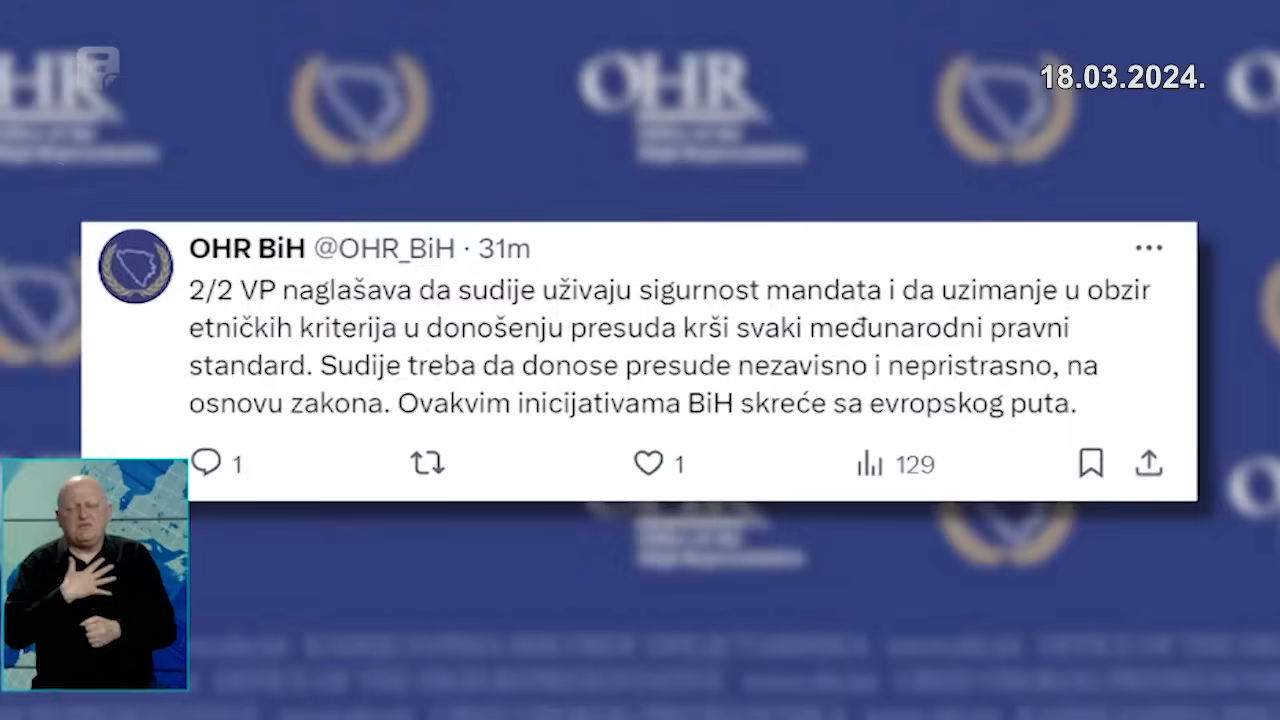 OHR
18.03.2024.
OHR BiH @OHR_BiH · 31m
2/2 VP naglašava da sudije uživaju sigurnost mandata i da uzimanje u obzir
etničkih kriterija u donošenju presuda krši svaki međunarodni pravni
standard. Sudije treba da donose presude nezavisno i nepristrasno, na
osnovu zakona. Ovakvim inicijativama BiH skreće sa evropskog puta.
1
1
129